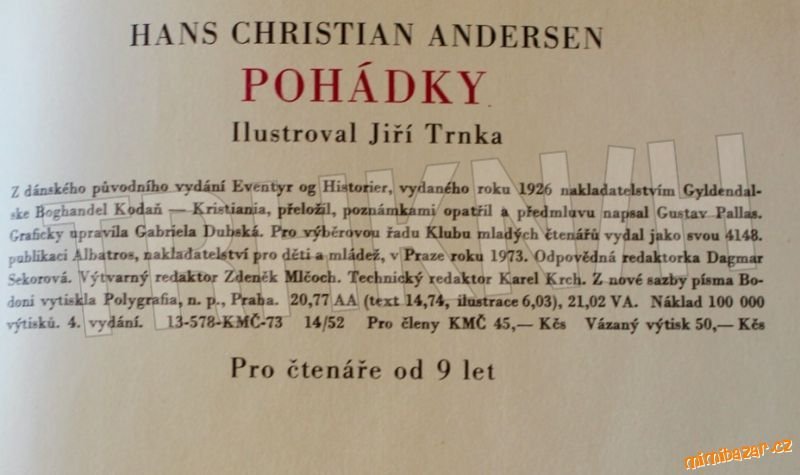 HANS CHRISTIAN ANDERSEN
POHÁDKY
Ilustroval Jiří Trnka
Z dánského původního vydání Eventyr og Historier, vydaného roku 1926 nakladatelstvím Gyldendal-
ske Boghandel Kodaň — Kristiania, přeložil, poznámkami opatřil a předmluvu napsal Gustav Pallas.
Graficky upravila Gabriela Dubská. Pro výběrovou řadu Klubu mladých čtenářů vydal jako svou 4148.
publikaci Albatros, nakladatelství pro děti a mládež, v Praze roku 1973. Odpovědná redaktorka Dagmar
Sekorová. Výtvarný redaktor Zdeněk Mlčoch. Technický redaktor Karel Krch. Z nové sazby písma Bo-
doni vytiskla Polygrafia, n. p., Praha. 20,77 AA (text 14,74, ilustrace 6,03), 21,02 VA. Náklad 100 000
výtisků. 4. vydání. 13-578-KMČ-73 14/52 Pro členy KMČ 45,— Kčs Vázaný výtisk 50,— Kčs
Pro čtenáře od 9 let
mimibazar.cz